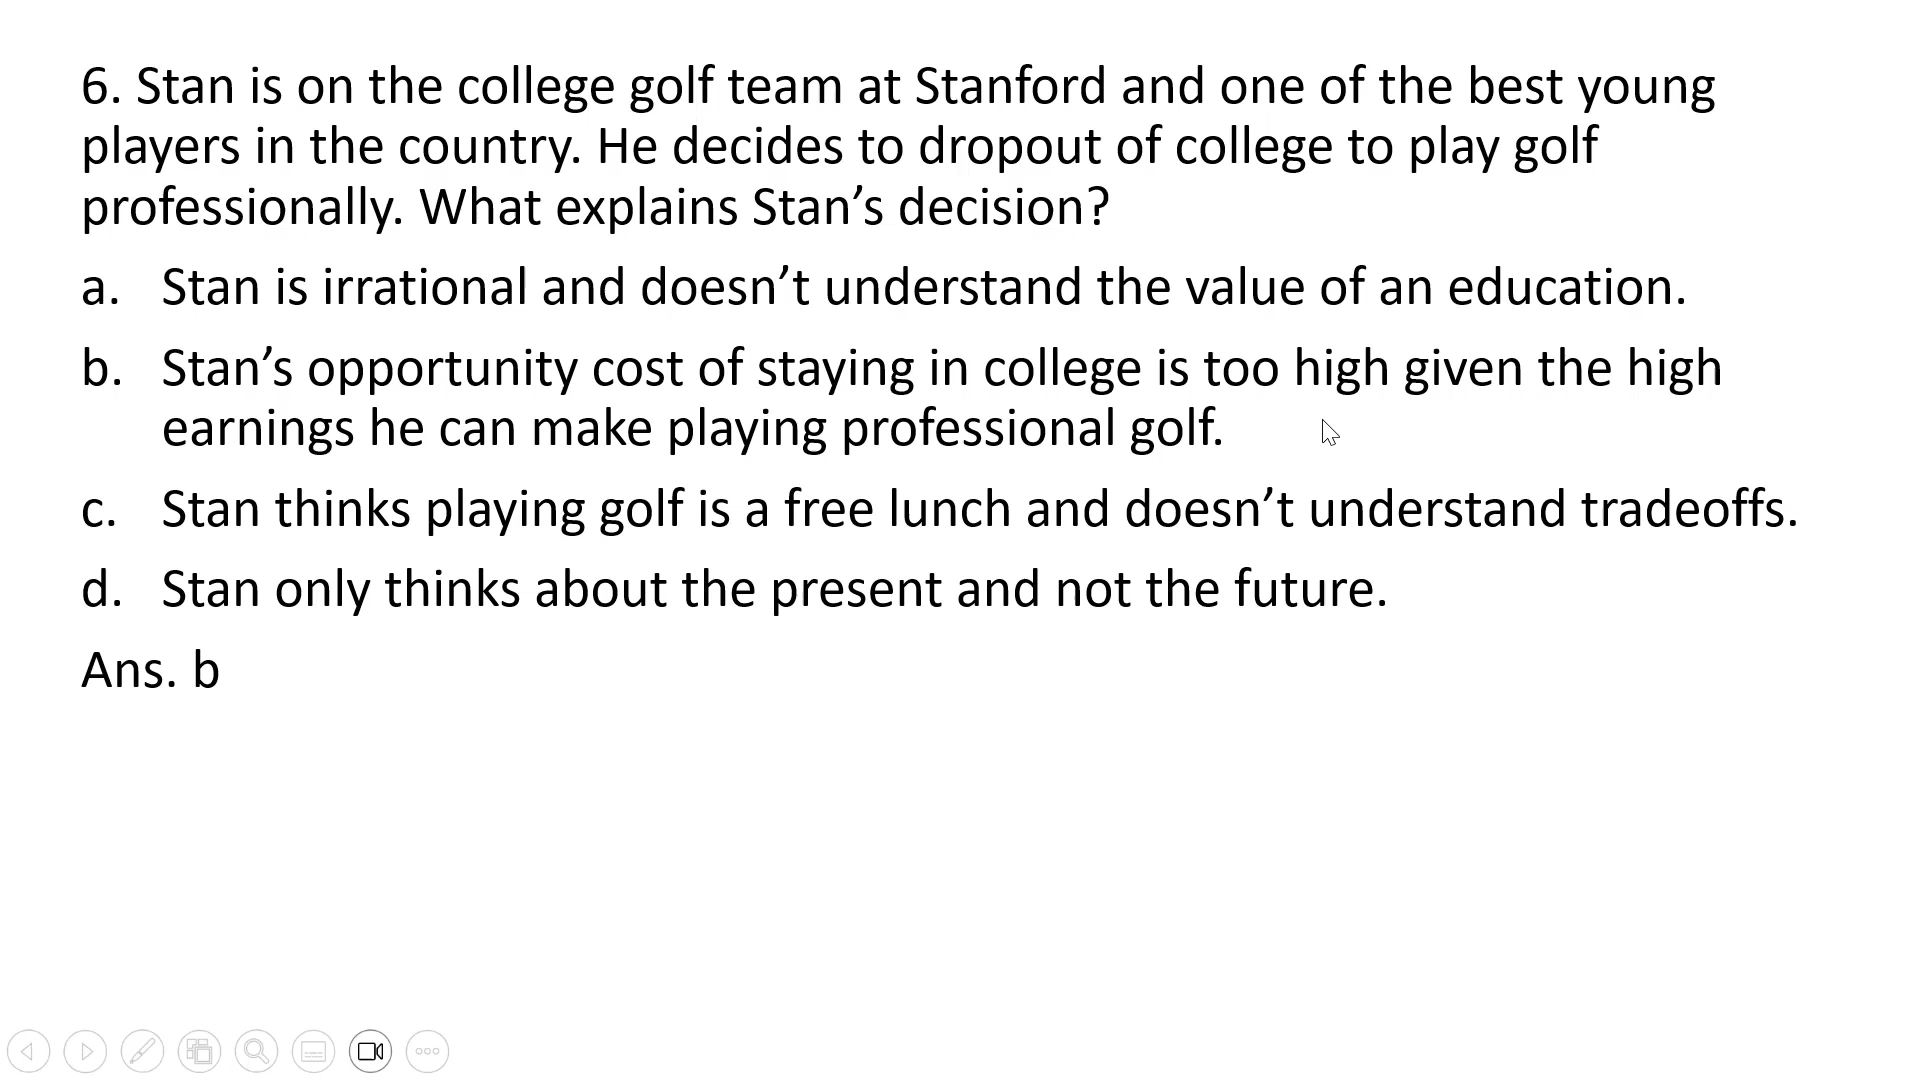 6. Stan is on the college golf team at Stanford and one of the best young
players in the country. He decides to dropout of college to play golf
professionally. What explains Stan’s decision?
a. Stan is irrational and doesn’t understand the value of an education.
b. Stan’s opportunity cost of staying in college is too high given the high
earnings he can make playing professional golf.
c. Stan thinks playing golf is a free lunch and doesn’t understand tradeoffs.
d. Stan only thinks about the present and not the future.
Ans. b